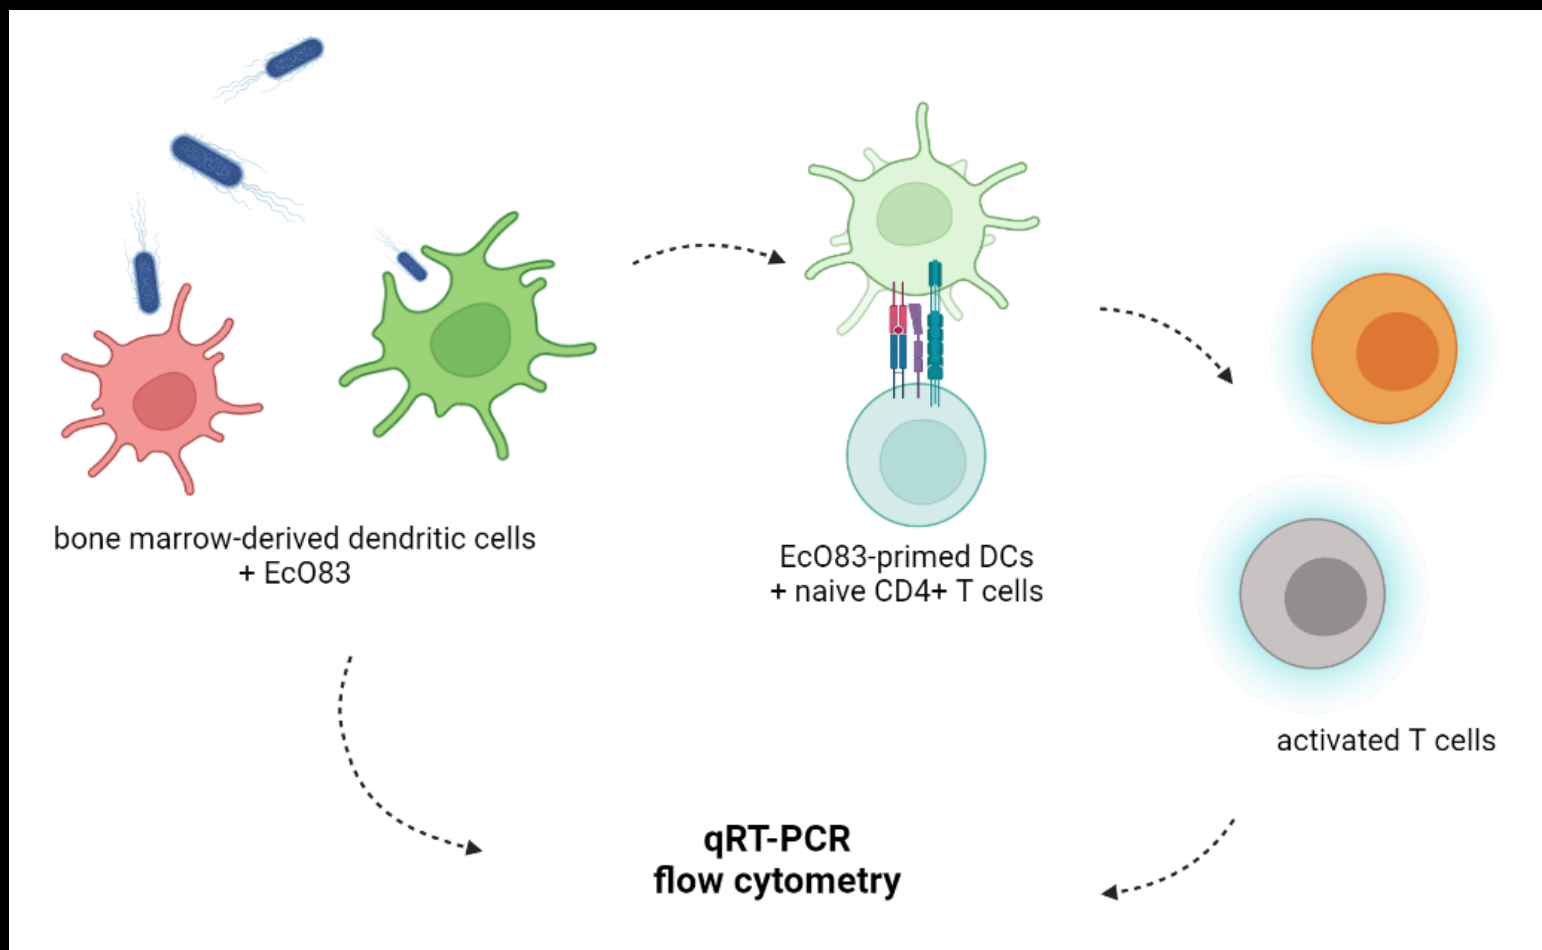 bone marrow-derived dendritic cells
+ EcO83
EcO83-primed DCs
+ naive CD4+ T cells
activated T cells
qRT-PCR
flow cytometry